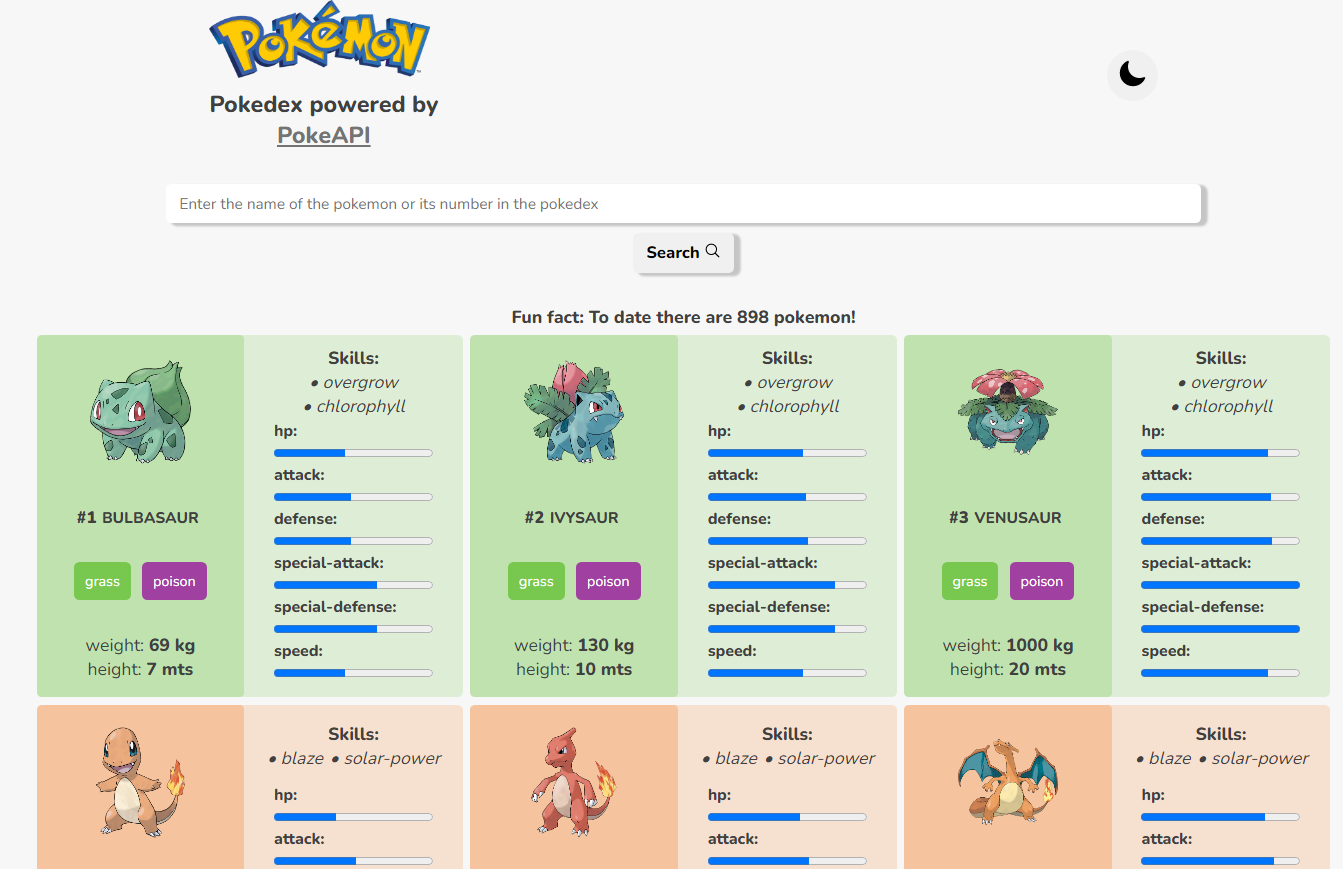 POKéMON
TM
Pokedex powered by
PokeAPI
Enter the name of the pokemon or its number in the pokedex
Search
Fun fact: To date there are 898 pokemon!
#1 BULBASAUR
grass poison
weight: 69 kg
height: 7 mts
Skills:
• overgrow
• chlorophyll
hp:
attack:
defense:
special-attack:
special-defense:
speed:
#2 IVYSAUR
grass poison
weight: 130 kg
height: 10 mts
Skills:
• overgrow
• chlorophyll
hp:
attack:
defense:
special-attack:
special-defense:
speed:
#3 VENUSAUR
grass poison
weight: 1000 kg
height: 20 mts
Skills:
• overgrow
• chlorophyll
hp:
attack:
defense:
special-attack:
special-defense:
speed:
Skills:
• blaze • solar-power
hp:
attack:
Skills:
• blaze • solar-power
hp:
attack:
Skills:
• blaze • solar-power
hp:
attack: